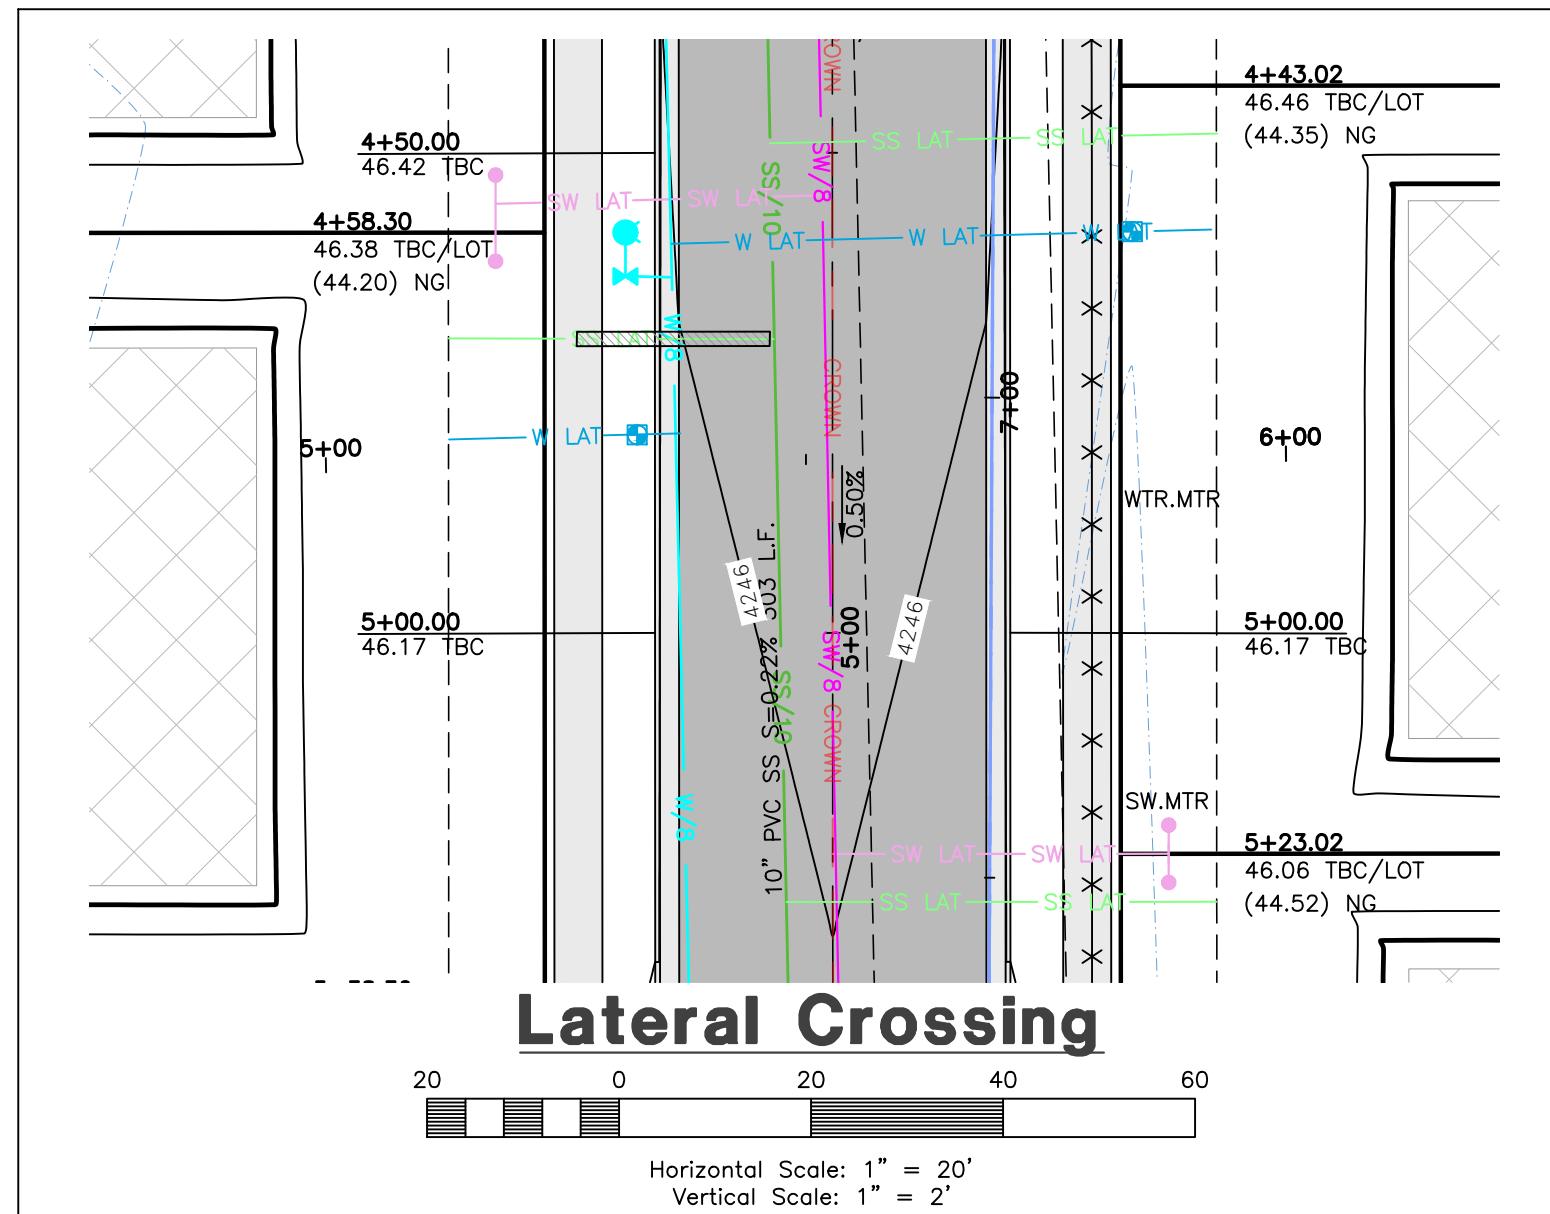 CROWN
4+43.02
46.46 TBC/LOT
(44.35) NG
4+50.00
46.42 TBC
SS LAT
SS LAT
SW/8
SS/10
SW LAT
SW LAT
4+58.30
46.38 TBC/LOT
(44.20) NG
W LAT
W LAT
W LAT
W/8
SS LAT
CROWN
7+00
W LAT
5+00
6+00
0.50%
WTR.MTR
10" PVC SS S=0.22% 303 L.F.
4246
4246
5+00.00
46.17 TBC
5+00
SW/8
5+00.00
46.17 TBC
SS/10
CROWN
W/8
SW.MTR
SW LAT
SW LAT
5+23.02
46.06 TBC/LOT
(44.52) NG
SS LAT
SS LAT
Lateral Crossing
20 0 20 40 60
Horizontal Scale: 1" = 20'
Vertical Scale: 1" = 2'